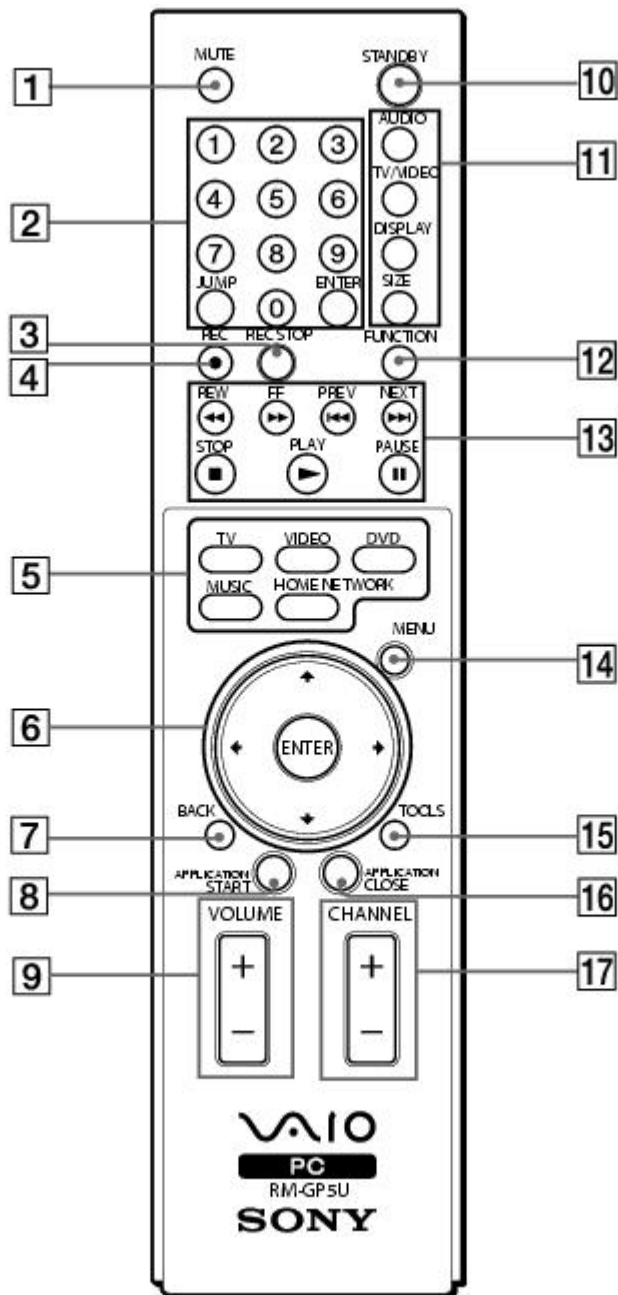 MUTE STANDBY
1 10
AUDIO
1 2 3
11
TV/VIDEO
4 5 6
2
DISPLAY
7 8 9
JUMP 0 ENTER SIZE
3
REC REC STOP FUNCTION
4 12
REW FF PREV NEXT
13
STOP PLAY PAUSE
TV VIDEO DVD
5
MUSIC HOME NETWORK
MENU
14
6
ENTER
BACK TOCLS
7 15
APPLICATION START APPLICATION CLOSE
8 16
VOLUME CHANNEL
+ +
9 17
− −
VAIO
PC
RM-GP5U
SONY